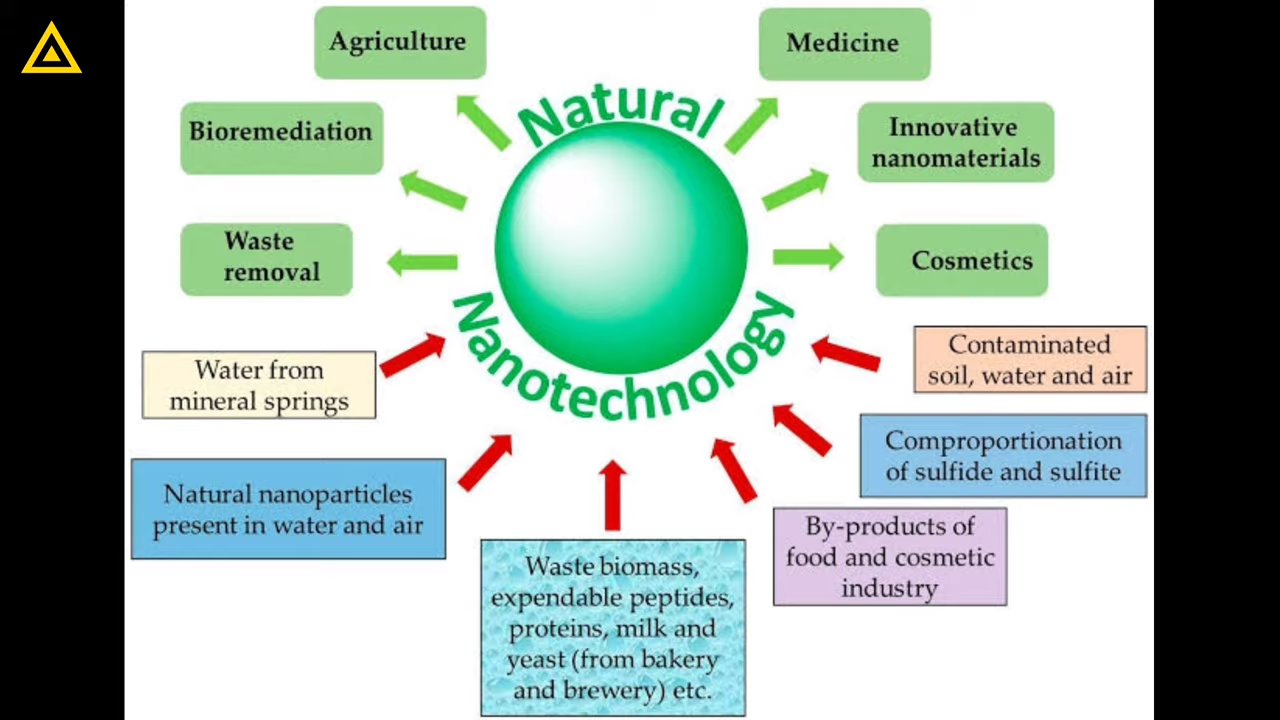 Agriculture
Medicine
Natural
Nanotechnology
Bioremediation
Innovative
nanomaterials
Waste
removal
Cosmetics
Water from
mineral springs
Contaminated
soil, water and air
Natural nanoparticles
present in water and air
Comproportionation
of sulfide and sulfite
Waste biomass,
expendable peptides,
proteins, milk and
yeast (from bakery
and brewery) etc.
By-products of
food and cosmetic
industry